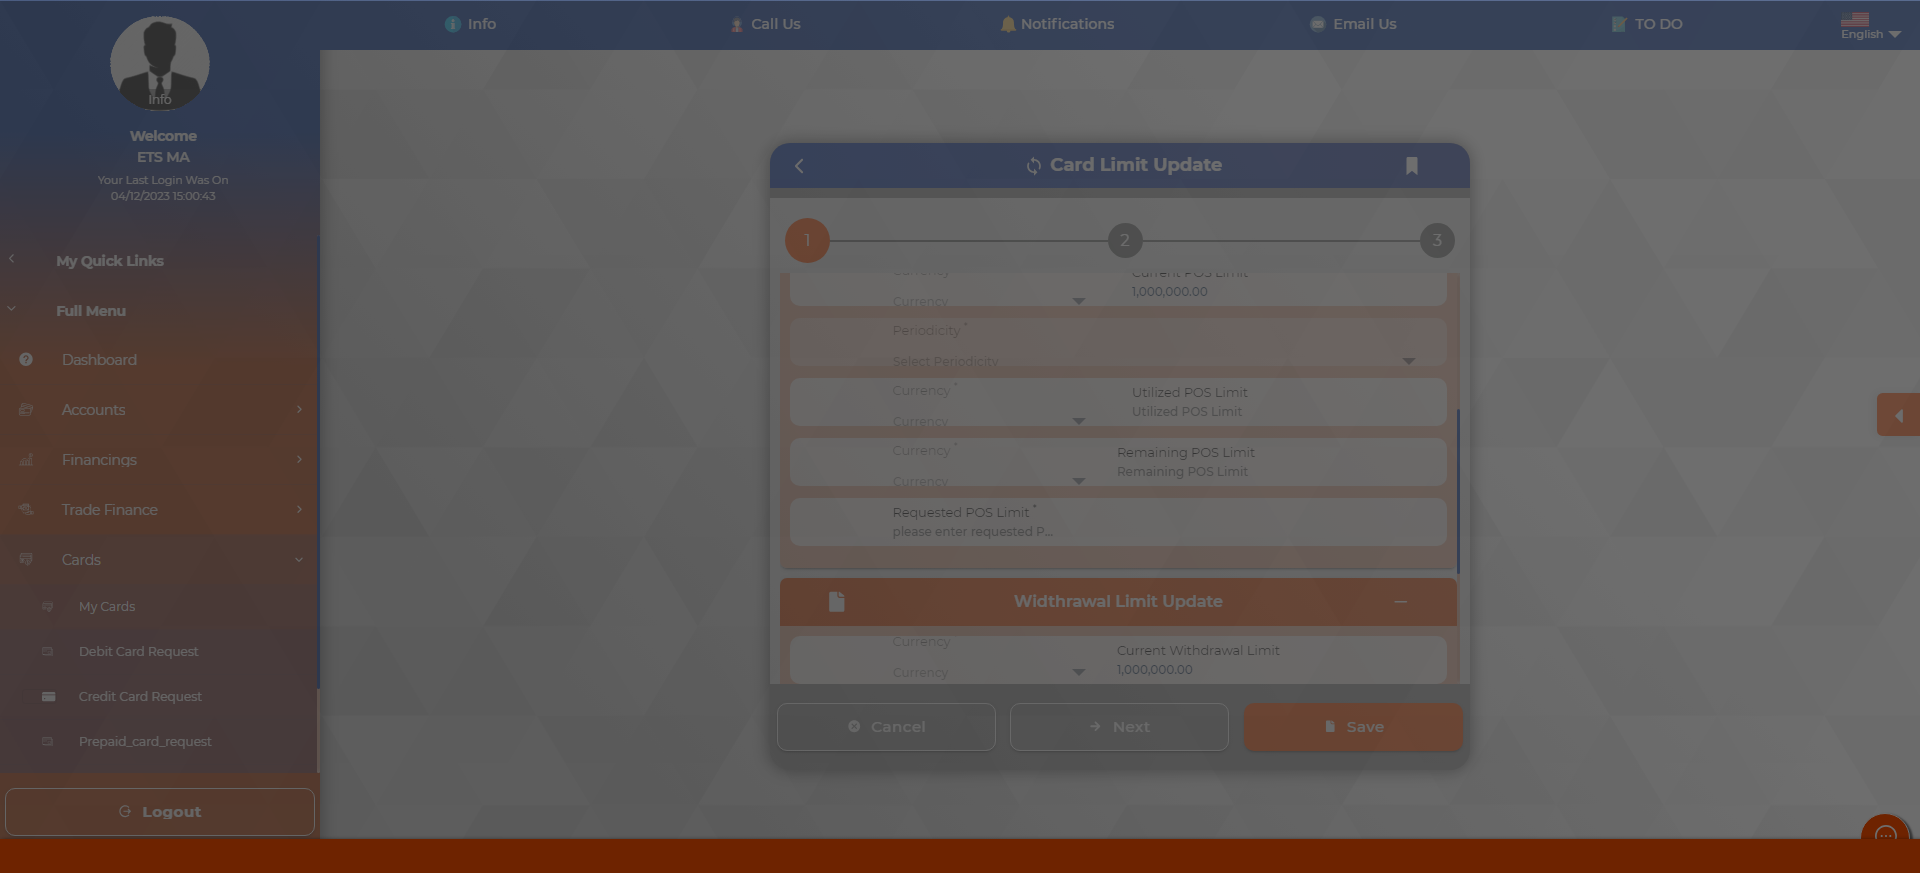 Info
Call Us
Notifications
Email Us
TO DO
English
Info
Welcome
ETS MA
Your Last Login Was On
04/12/2023 15:00:43
My Quick Links
Full Menu
Dashboard
Accounts
Financings
Trade Finance
Cards
My Cards
Debit Card Request
Credit Card Request
Prepaid_card_request
Logout
Card Limit Update
1
2
3
Currency
Current POS Limit
Currency
1,000,000.00
Periodicity *
Select Periodicity
Currency *
Utilized POS Limit
Currency
Utilized POS Limit
Currency *
Remaining POS Limit
Currency
Remaining POS Limit
Requested POS Limit *
please enter requested P...
Widthrawal Limit Update
Currency
Current Withdrawal Limit
Currency
1,000,000.00
Cancel
Next
Save